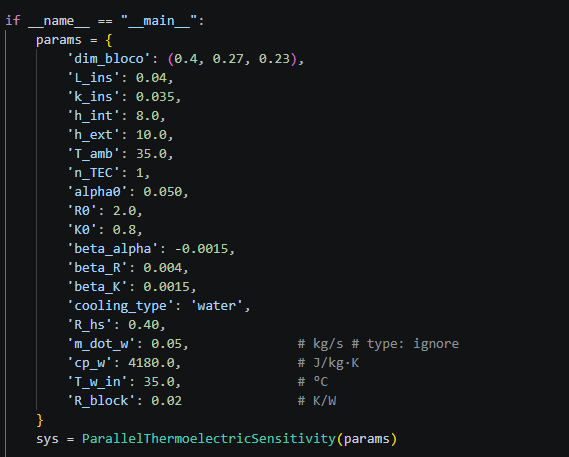 if __name__ == "__main__":
    params = {
        'dim_bloco': (0.4, 0.27, 0.23),
        'L_ins': 0.04,
        'k_ins': 0.035,
        'h_int': 8.0,
        'h_ext': 10.0,
        'T_amb': 35.0,
        'n_TEC': 1,
        'alpha0': 0.050,
        'R0': 2.0,
        'K0': 0.8,
        'beta_alpha': -0.0015,
        'beta_R': 0.004,
        'beta_K': 0.0015,
        'cooling_type': 'water',
        'R_hs': 0.40,
        'm_dot_w': 0.05,              # kg/s # type: ignore
        'cp_w': 4180.0,               # J/kg·K
        'T_w_in': 35.0,               # °C
        'R_block': 0.02               # K/W
    }
    sys = ParallelThermoelectricSensitivity(params)